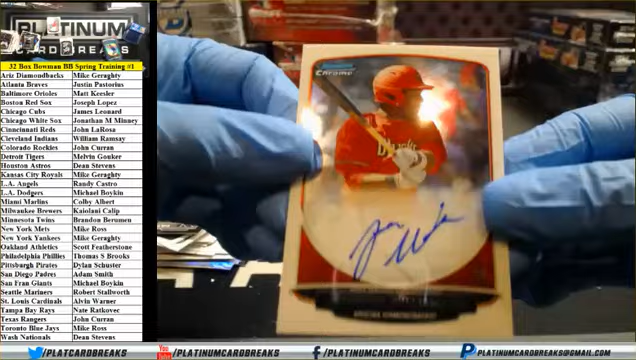 PLATINUM
CARD BREAKS
32 Box Bowman BB Spring Training #1
Ariz Diamondbacks Mike Geraghty
Atlanta Braves Justin Pastorius
Baltimore Orioles Matt Keesler
Boston Red Sox Joseph Lopez
Chicago Cubs James Leonard
Chicago White Sox Jonathan M Minney
Cincinnati Reds John LaRosa
Cleveland Indians William Ramsay
Colorado Rockies John Curran
Detroit Tigers Melvin Gouker
Houston Astros Dean Stevens
Kansas City Royals Mike Geraghty
L.A. Angels Randy Castro
L.A. Dodgers Michael Boykin
Miami Marlins Colby Albert
Milwaukee Brewers Kaiolani Calip
Minnesota Twins Brandon Berumen
New York Mets Mike Ross
New York Yankees Mike Geraghty
Oakland Athletics Scott Featherstone
Philadelphia Phillies Thomas S Brooks
Pittsburgh Pirates Dylan Schuster
San Diego Padres Adam Smith
San Fran Giants Michael Boykin
Seattle Mariners Robert Stallworth
St. Louis Cardinals Alvin Warner
Tampa Bay Rays Nate Ratkovev
Texas Rangers John Curran
Toronto Blue Jays Mike Ross
Wash Nationals Dean Stevens
Chrome
/PLATCARDBREAKS
YouTube /PLATINUMCARDBREAKS
/PLATINUMCARDBREAKS
PLATINUMCARDBREAKS@GMAIL.COM